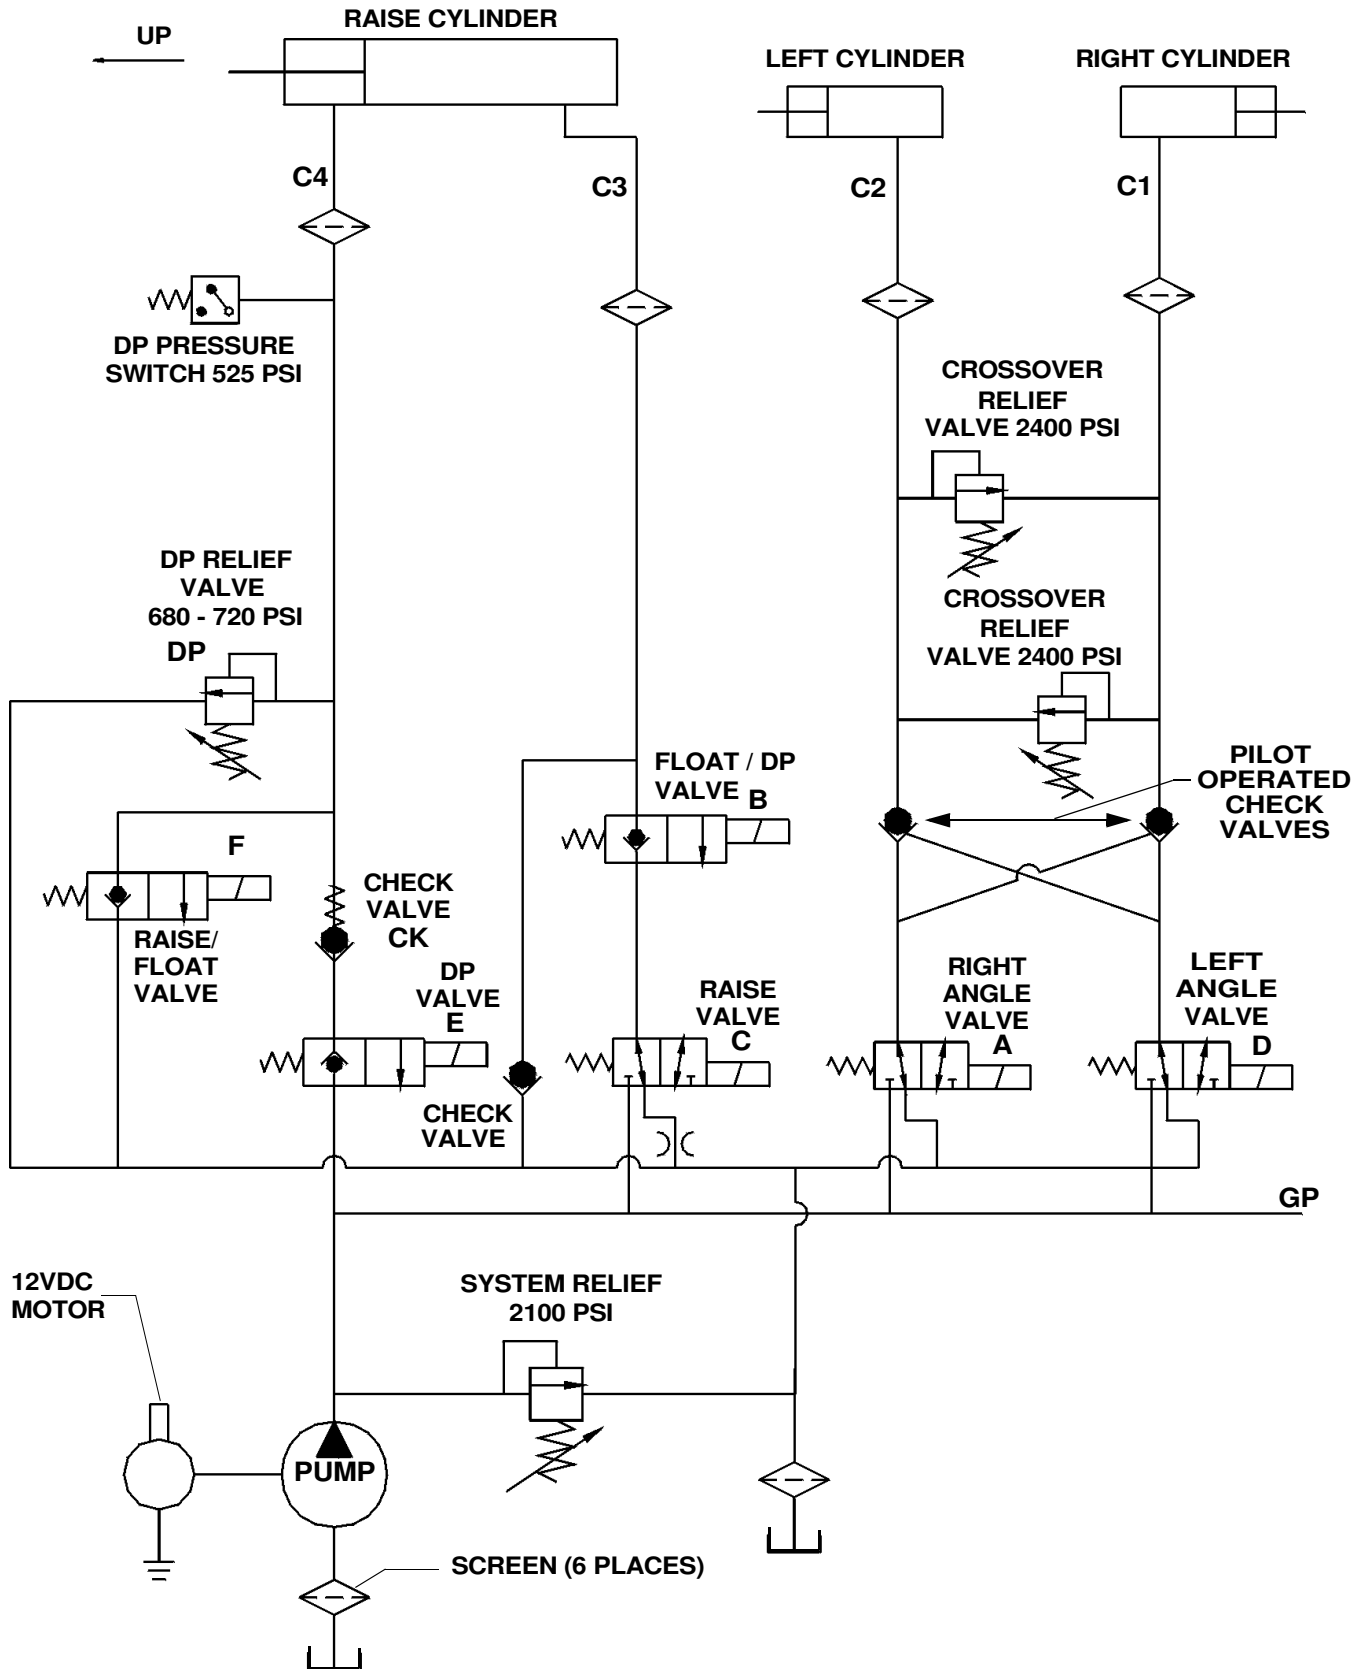 RAISE CYLINDER
UP
LEFT CYLINDER
RIGHT CYLINDER
C4
C3
C2
C1
DP PRESSURE
SWITCH 525 PSI
CROSSOVER
RELIEF
VALVE 2400 PSI
DP RELIEF
VALVE
680 - 720 PSI
DP
CROSSOVER
RELIEF
VALVE 2400 PSI
FLOAT / DP
VALVE B
PILOT
OPERATED
CHECK
VALVES
F
RAISE/
FLOAT
VALVE
CHECK
VALVE
CK
DP
VALVE
E
RAISE
VALVE
C
RIGHT
ANGLE
VALVE
A
LEFT
ANGLE
VALVE
D
CHECK
VALVE
GP
12VDC
MOTOR
SYSTEM RELIEF
2100 PSI
PUMP
SCREEN (6 PLACES)